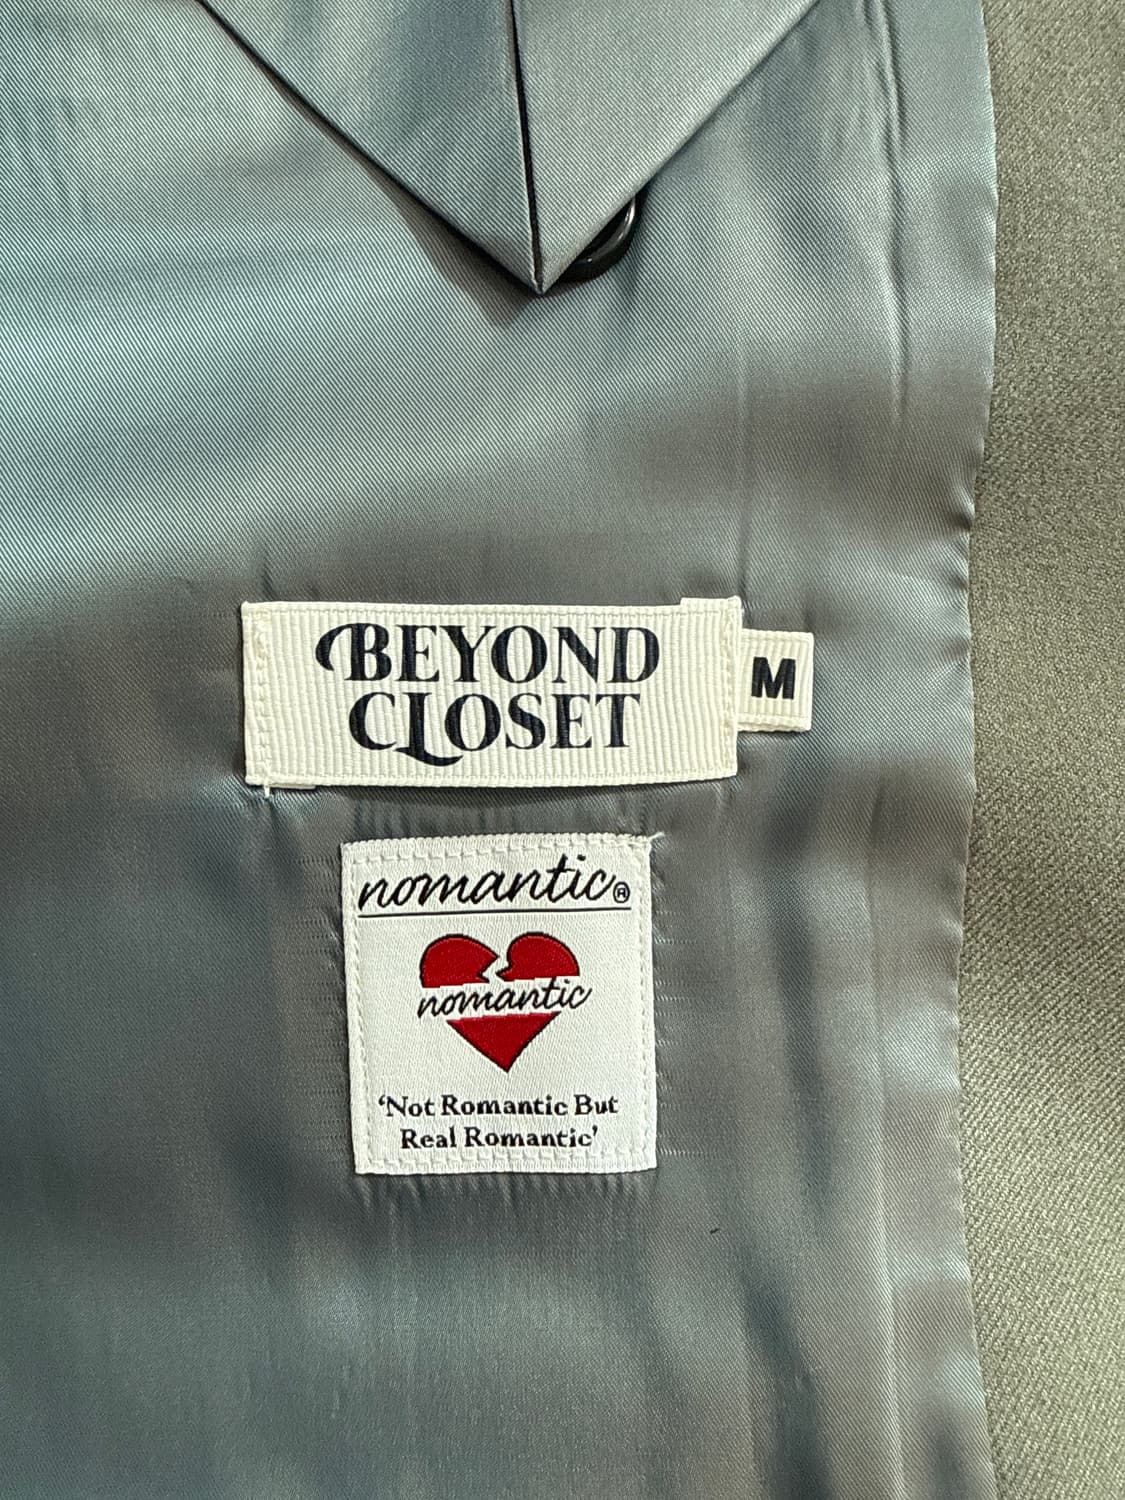 BEYOND
CLOSET
M
nomantic®
nomantic
‘Not Romantic But
Real Romantic’